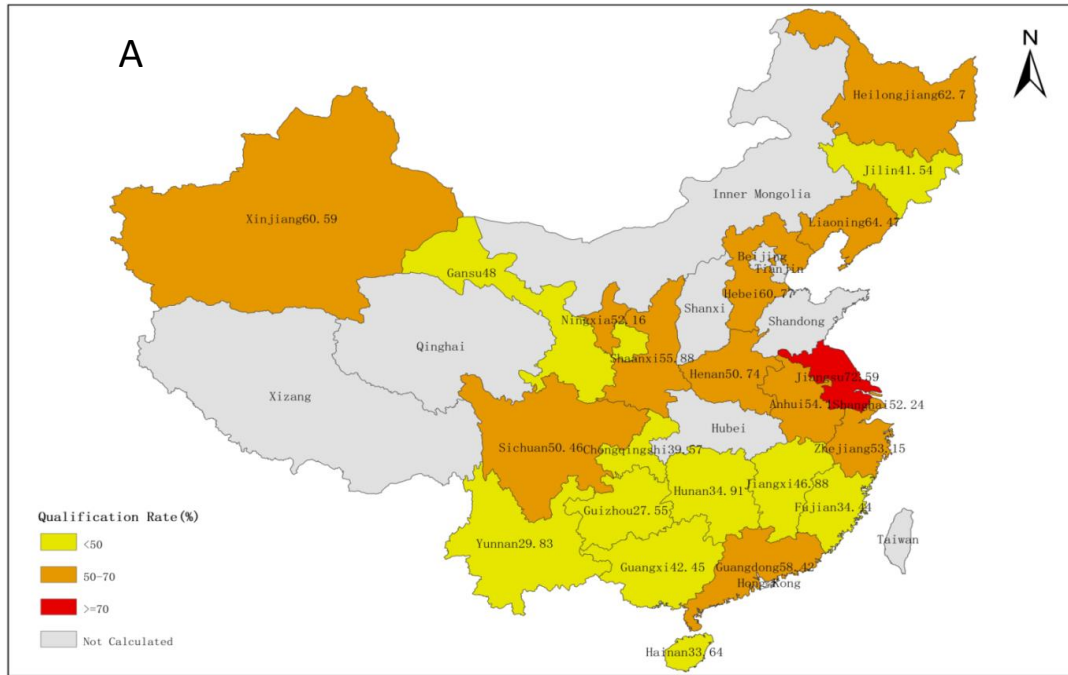 A
N
Heilongjiang62.7
Jilin41.54
Inner Mongolia
Liaoning64.47
Xinjiang60.59
Beijing
Tianjin
Gansu48
Hebei60.77
Shanxi
Shandong
Ningxia52.16
Qinghai
Shaanxi55.88
Henan50.74
Jiangsu72.59
Xizang
Anhui54.1
Shanghai52.24
Hubei
Sichuan50.46
Chongqingshi39.57
Zhejiang53.15
Jiangxi46.88
Hunan34.91
Guizhou27.55
Fujian34.44
Yunnan29.83
Taiwan
Guangxi42.45
Guangdong58.42
Hong Kong
Hainan33.64
Qualification Rate(%)
<50
50-70
>=70
Not Calculated